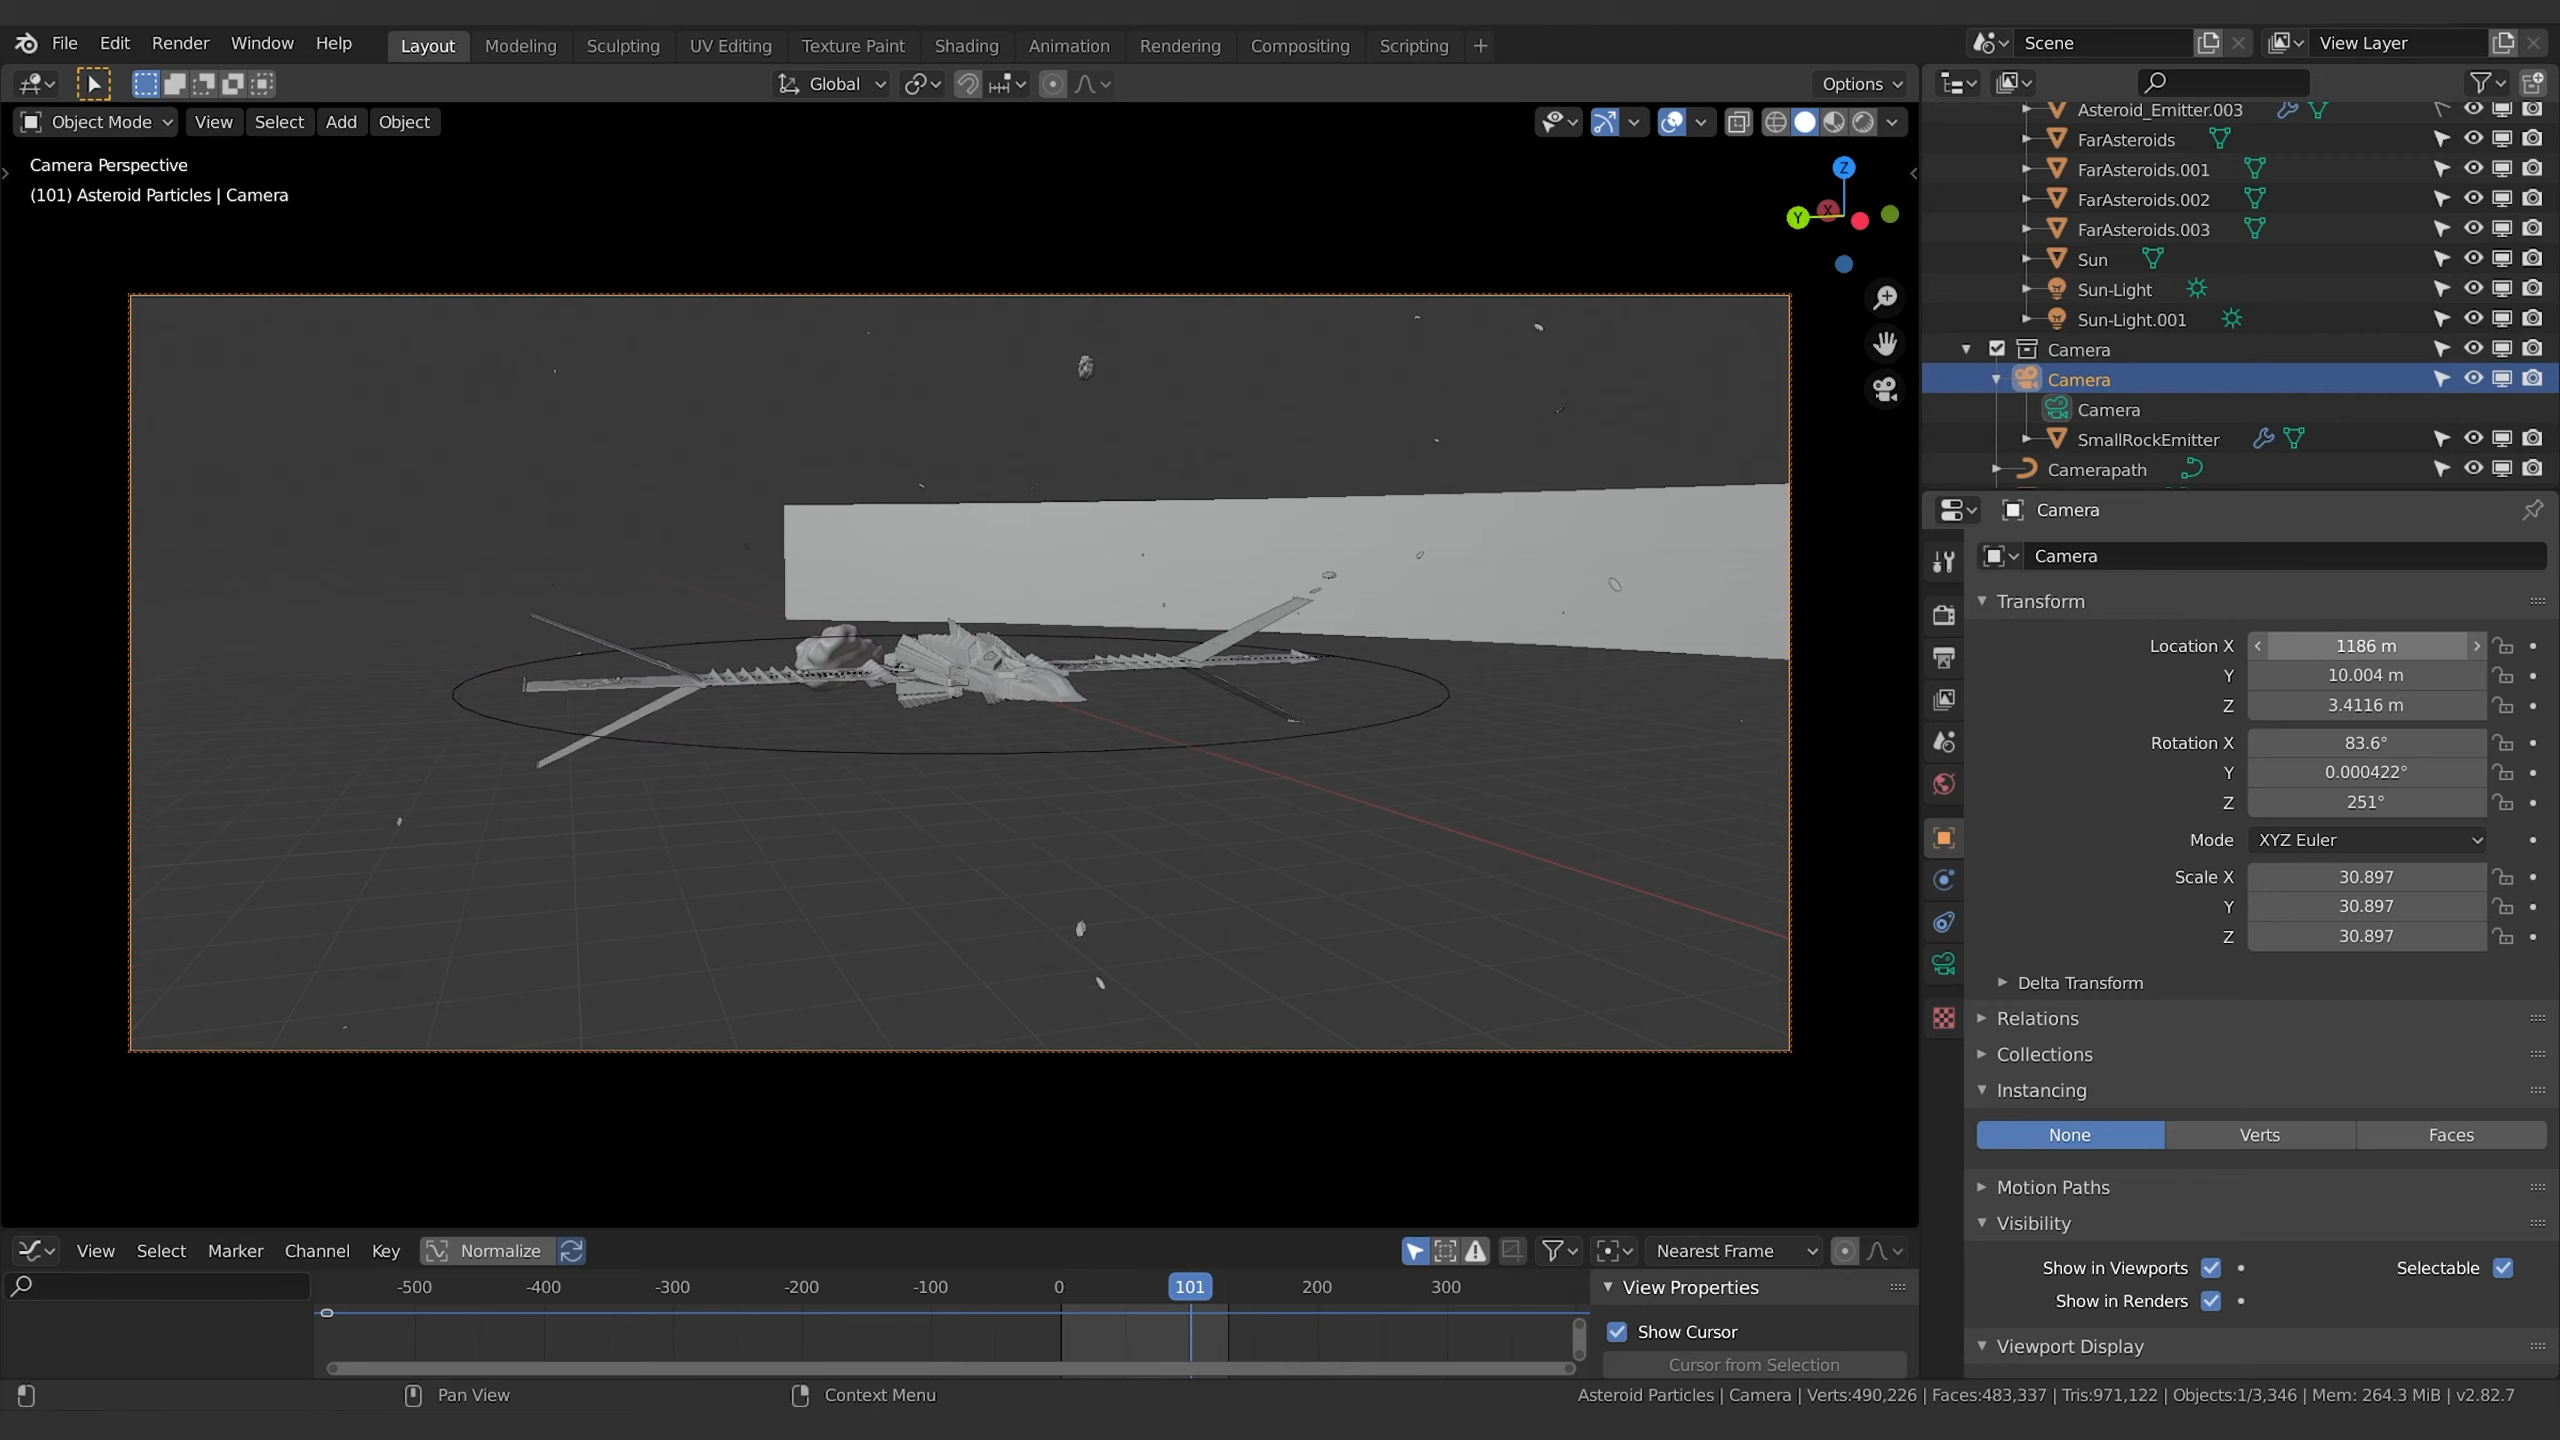 File Edit Render Window Help Layout Modeling Sculpting UV Editing Texture Paint Shading Animation Rendering Compositing Scripting + Scene View Layer
Global Options
Object Mode View Select Add Object
Camera Perspective
(101) Asteroid Particles | Camera
Z
Y X
Asteroid_Emitter.003
FarAsteroids
FarAsteroids.001
FarAsteroids.002
FarAsteroids.003
Sun
Sun-Light
Sun-Light.001
Camera
Camera
Camera
SmallRockEmitter
Camerapath
Camera
Camera
Transform
Location X 1186 m
Y 10.004 m
Z 3.4116 m
Rotation X 83.6°
Y 0.000422°
Z 251°
Mode XYZ Euler
Scale X 30.897
Y 30.897
Z 30.897
Delta Transform
Relations
Collections
Instancing
None Verts Faces
Motion Paths
Visibility
Show in Viewports Selectable
Show in Renders
Viewport Display
View Select Marker Channel Key Normalize Nearest Frame
-500 -400 -300 -200 -100 0 101 200 300
View Properties
Show Cursor
Cursor from Selection
Pan View Context Menu
Asteroid Particles | Camera | Verts:490,226 | Faces:483,337 | Tris:971,122 | Objects:1/3,346 | Mem: 264.3 MiB | v2.82.7